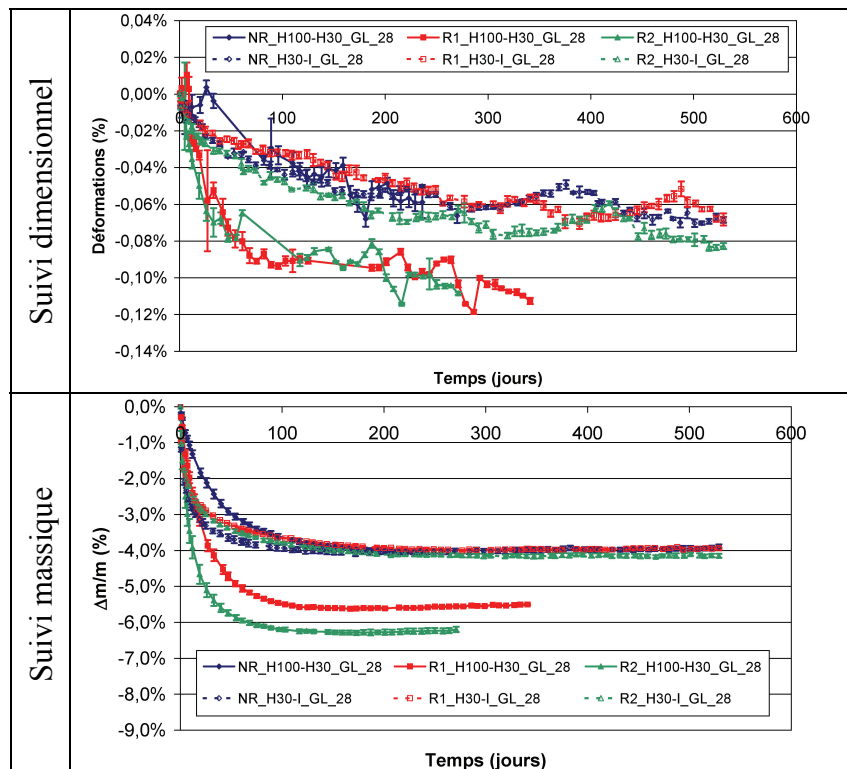 Suivi dimensionnel
0,04%
0,02%
0,00%
-0,02%
-0,04%
-0,06%
-0,08%
-0,10%
-0,12%
-0,14%
Déformations (%)
NR_H100-H30_GL_28
R1_H100-H30_GL_28
R2_H100-H30_GL_28
NR_H30-I_GL_28
R1_H30-I_GL_28
R2_H30-I_GL_28
0 100 200 300 400 500 600
Temps (jours)
Suivi massique
0,0%
-1,0%
-2,0%
-3,0%
-4,0%
-5,0%
-6,0%
-7,0%
-8,0%
-9,0%
Δm/m (%)
0 100 200 300 400 500 600
NR_H100-H30_GL_28
R1_H100-H30_GL_28
R2_H100-H30_GL_28
NR_H30-I_GL_28
R1_H30-I_GL_28
R2_H30-I_GL_28
Temps (jours)